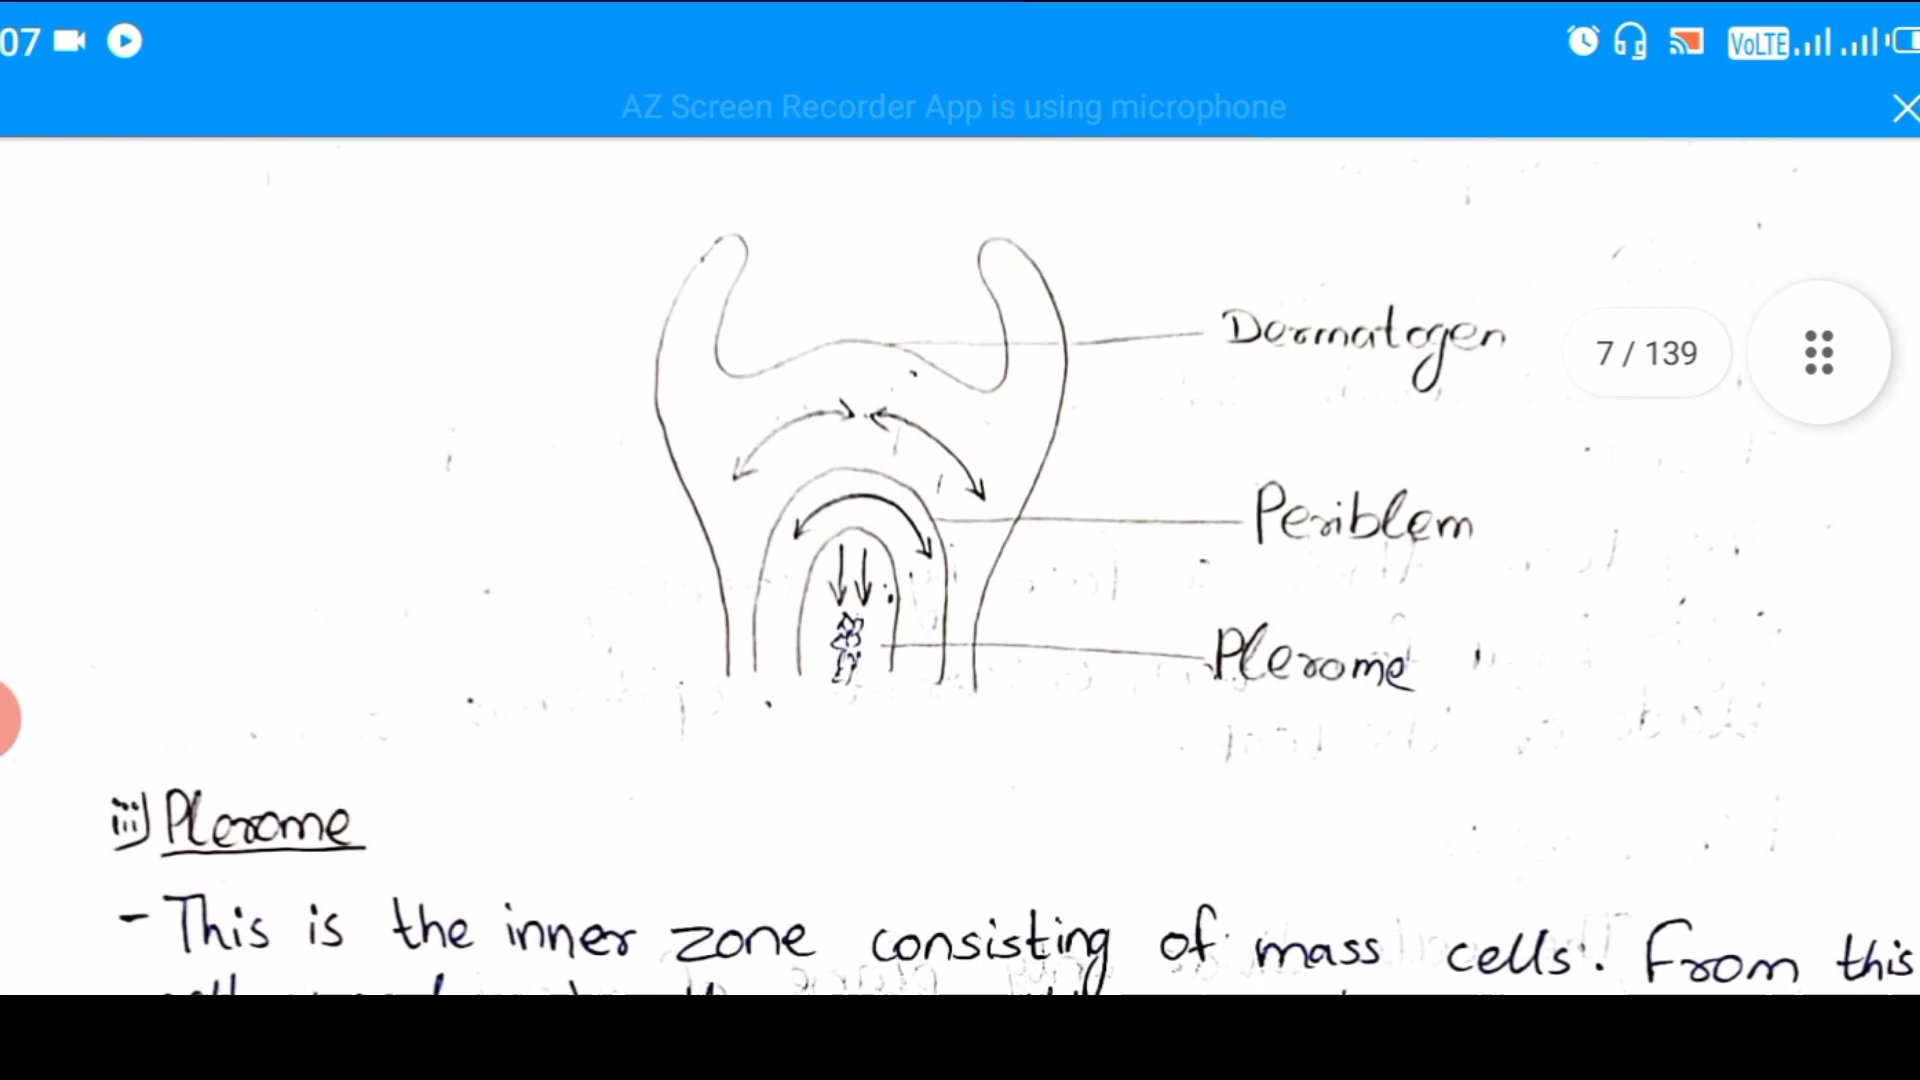 07
VoLTE
AZ Screen Recorder App is using microphone
Dermatogen
7 / 139
Periblem
Plerome
iii) Plerome
- This is the inner zone consisting of mass cells. From this